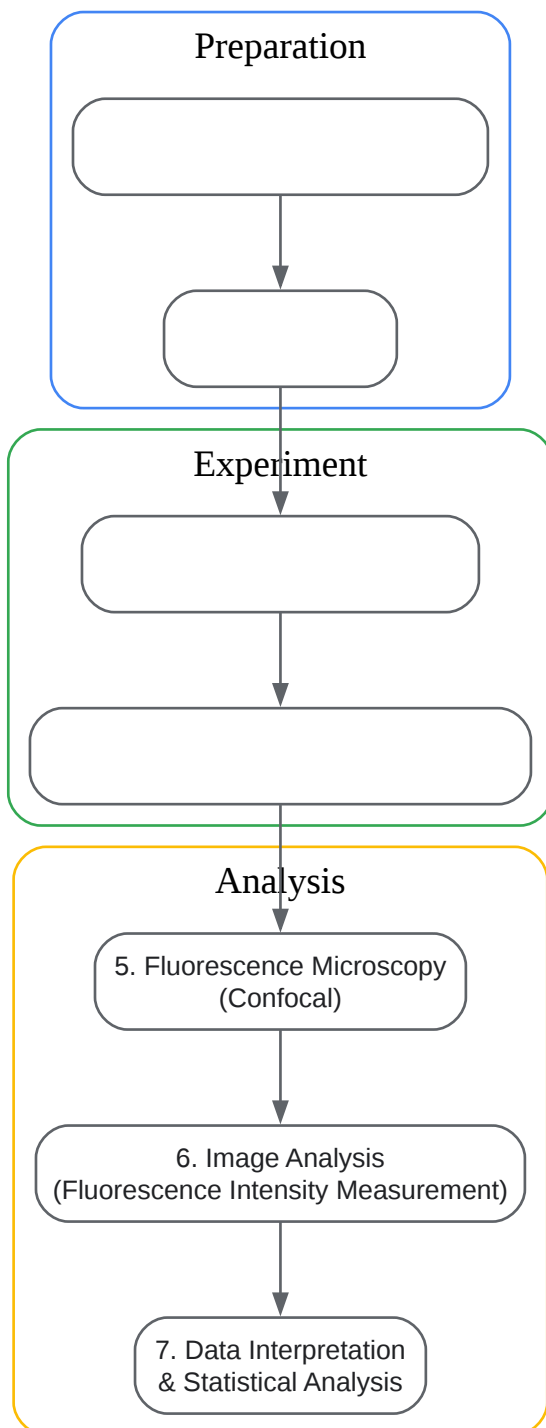 Preparation
Experiment
Analysis
5. Fluorescence Microscopy
(Confocal)
6. Image Analysis
(Fluorescence Intensity Measurement)
7. Data Interpretation
& Statistical Analysis